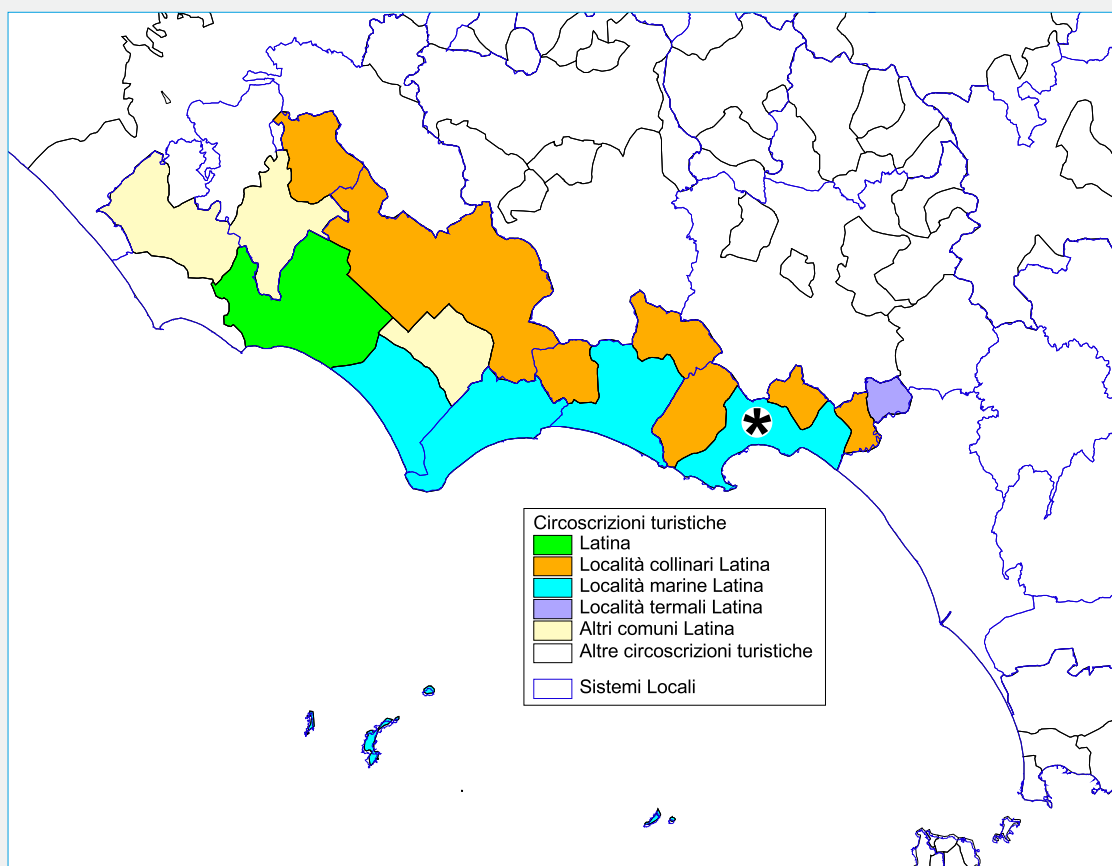 Circoscrizioni turistiche
Latina
Località collinari Latina
Località marine Latina
Località termali Latina
Altri comuni Latina
Altre circoscrizioni turistiche
Sistemi Locali